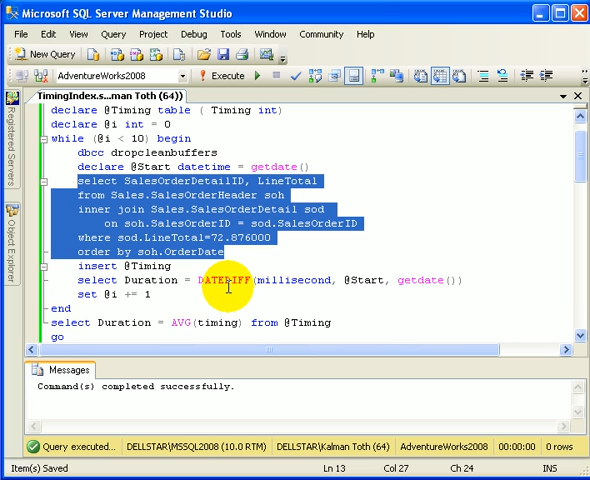 Microsoft SQL Server Management Studio
File Edit View Project Query Debug Tools Window Community Help
New Query
AdventureWorks2008 Execute
TimingIndex.s...man Toth (64))
Registered Servers
Object Explorer
declare @Timing table ( Timing int)
declare @i int = 0
while (@i < 10) begin
dbcc dropcleanbuffers
declare @Start datetime = getdate()
select SalesOrderDetailID, LineTotal
from Sales.SalesOrderHeader soh
inner join Sales.SalesOrderDetail sod
on soh.SalesOrderID = sod.SalesOrderID
where sod.LineTotal=72.876000
order by soh.OrderDate
insert @Timing
select Duration = DATEDIFF(millisecond, @Start, getdate())
set @i += 1
end
select Duration = AVG(timing) from @Timing
go
Messages
Command(s) completed successfully.
Query executed... DELLSTAR\MSSQL2008 (10.0 RTM) DELLSTAR\Kalman Toth (64) AdventureWorks2008 00:00:00 0 rows
Item(s) Saved Ln 13 Col 27 Ch 24 INS